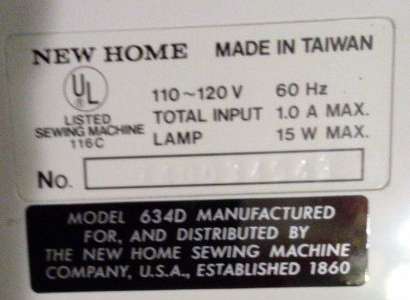 NEW HOME MADE IN TAIWAN
UL
®
LISTED
SEWING MACHINE
116C
110~120 V 60 Hz
TOTAL INPUT 1.0 A MAX.
LAMP 15 W MAX.
No.
MODEL 634D MANUFACTURED
FOR, AND DISTRIBUTED BY
THE NEW HOME SEWING MACHINE
COMPANY, U.S.A., ESTABLISHED 1860